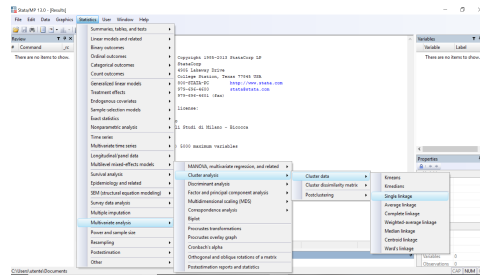 Stata/MP 13.0 - [Results]
File Edit Data Graphics Statistics User Window Help
Review
# Command _rc
There are no items to show.
Summaries, tables, and tests
Linear models and related
Binary outcomes
Ordinal outcomes
Categorical outcomes
Count outcomes
Generalized linear models
Treatment effects
Endogenous covariates
Sample-selection models
Exact statistics
Nonparametric analysis
Time series
Multivariate time series
Longitudinal/panel data
Multilevel mixed-effects models
Survival analysis
Epidemiology and related
SEM (structural equation modeling)
Survey data analysis
Multiple imputation
Multivariate analysis
Power and sample size
Resampling
Postestimation
Other
Copyright 1985-2013 StataCorp LP
StataCorp
4905 Lakeway Drive
College Station, Texas 77845 USA
800-STATA-PC http://www.stata.com
979-696-4600 stata@stata.com
979-696-4601 (fax)
license:
li Studi di Milano - Bicocca
5000 maximum variables
MANOVA, multivariate regression, and related
Cluster analysis
Discriminant analysis
Factor and principal component analysis
Multidimensional scaling (MDS)
Correspondence analysis
Biplot
Procrustes transformations
Procrustes overlay graph
Cronbach's alpha
Orthogonal and oblique rotations of a matrix
Postestimation reports and statistics
Cluster data
Cluster dissimilarity matrix
Postclustering
Kmeans
Kmedians
Single linkage
Average linkage
Complete linkage
Weighted-average linkage
Median linkage
Centroid linkage
Ward's linkage
Variables
Variable Label
There are no items to show.
Properties
Variables 0
Observations 0
C:\Users\utente\Documents
CAP NUM